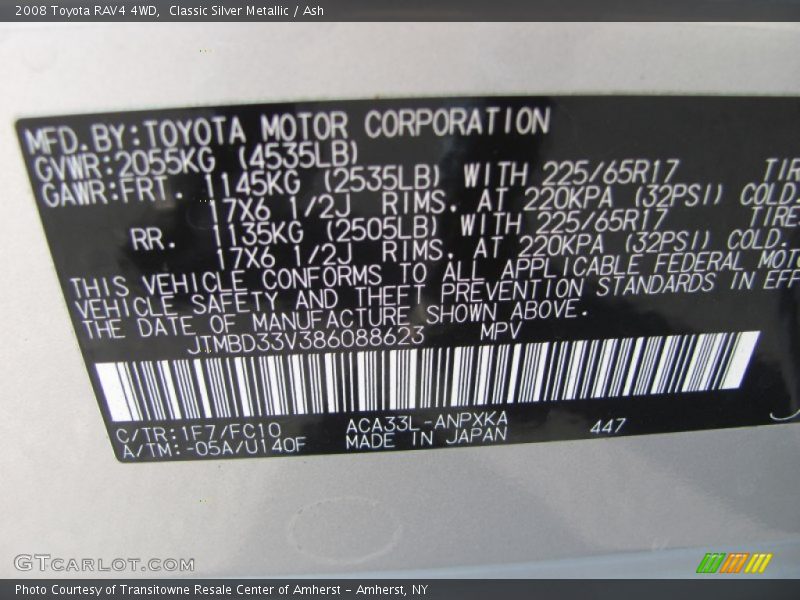 2008 Toyota RAV4 4WD,  Classic Silver Metallic / Ash
MFD.BY:TOYOTA MOTOR CORPORATION
GVWR:2055KG (4535LB)
GAWR:FRT. 1145KG (2535LB) WITH 225/65R17 TIR
17X6 1/2J RIMS. AT 220KPA (32PSI) COLD.
RR. 1135KG (2505LB) WITH 225/65R17 TIRE
17X6 1/2J RIMS. AT 220KPA (32PSI) COLD.
THIS VEHICLE CONFORMS TO ALL APPLICABLE FEDERAL MOT
VEHICLE SAFETY AND THEFT PREVENTION STANDARDS IN EFF
THE DATE OF MANUFACTURE SHOWN ABOVE.
JTMBD33V386088623 MPV
C/TR:1F7/FC10 ACA33L-ANPXKA 447
A/TM:-05A/U140F MADE IN JAPAN
GTCARLOT.COM
Photo Courtesy of Transitowne Resale Center of Amherst - Amherst, NY